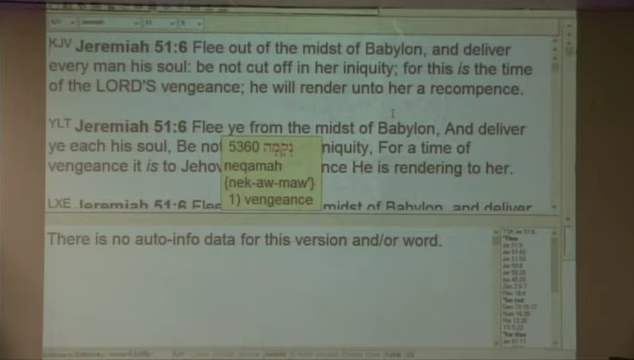 KJV Jeremiah 51:6 Flee out of the midst of Babylon, and deliver
every man his soul: be not cut off in her iniquity; for this is the time
of the LORD'S vengeance; he will render unto her a recompence.
YLT Jeremiah 51:6 Flee ye from the midst of Babylon, And deliver
ye each his soul, Be not niquity, For a time of
vengeance it is to Jehov nce He is rendering to her.
5360 נְקָמָה
neqamah
{nek-aw-maw'}
1) vengeance
LXE Jeremiah 51:6 Flee midst of Babylon, and deliver
There is no auto-info data for this version and/or word.